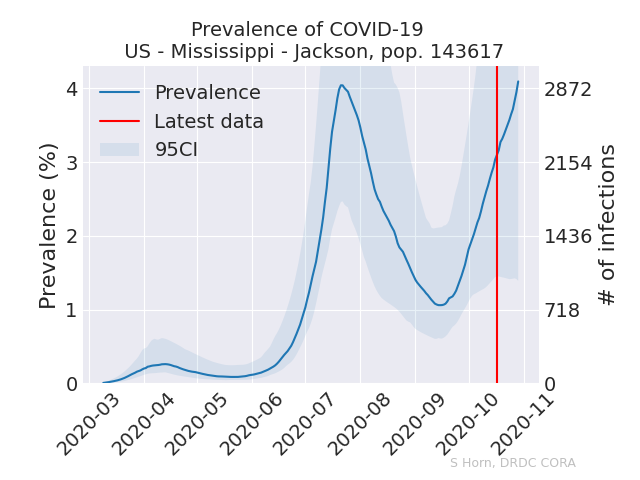 Prevalence of COVID-19
US - Mississippi - Jackson, pop. 143617
Prevalence
Latest data
95CI
Prevalence (%)
4
3
2
1
0
2872
2154
1436
718
0
# of infections
2020-03
2020-04
2020-05
2020-06
2020-07
2020-08
2020-09
2020-10
2020-11
S Horn, DRDC CORA